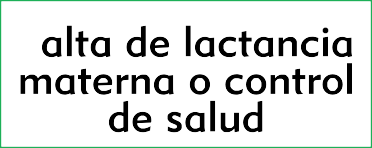 alta de lactancia
materna o control
de salud